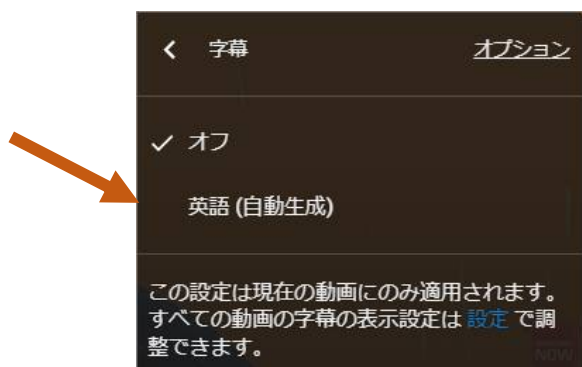 字幕 オプション
オフ
英語 (自動生成)
この設定は現在の動画にのみ適用されます。
すべての動画の字幕の表示設定は 設定 で調
整できます。
NOW